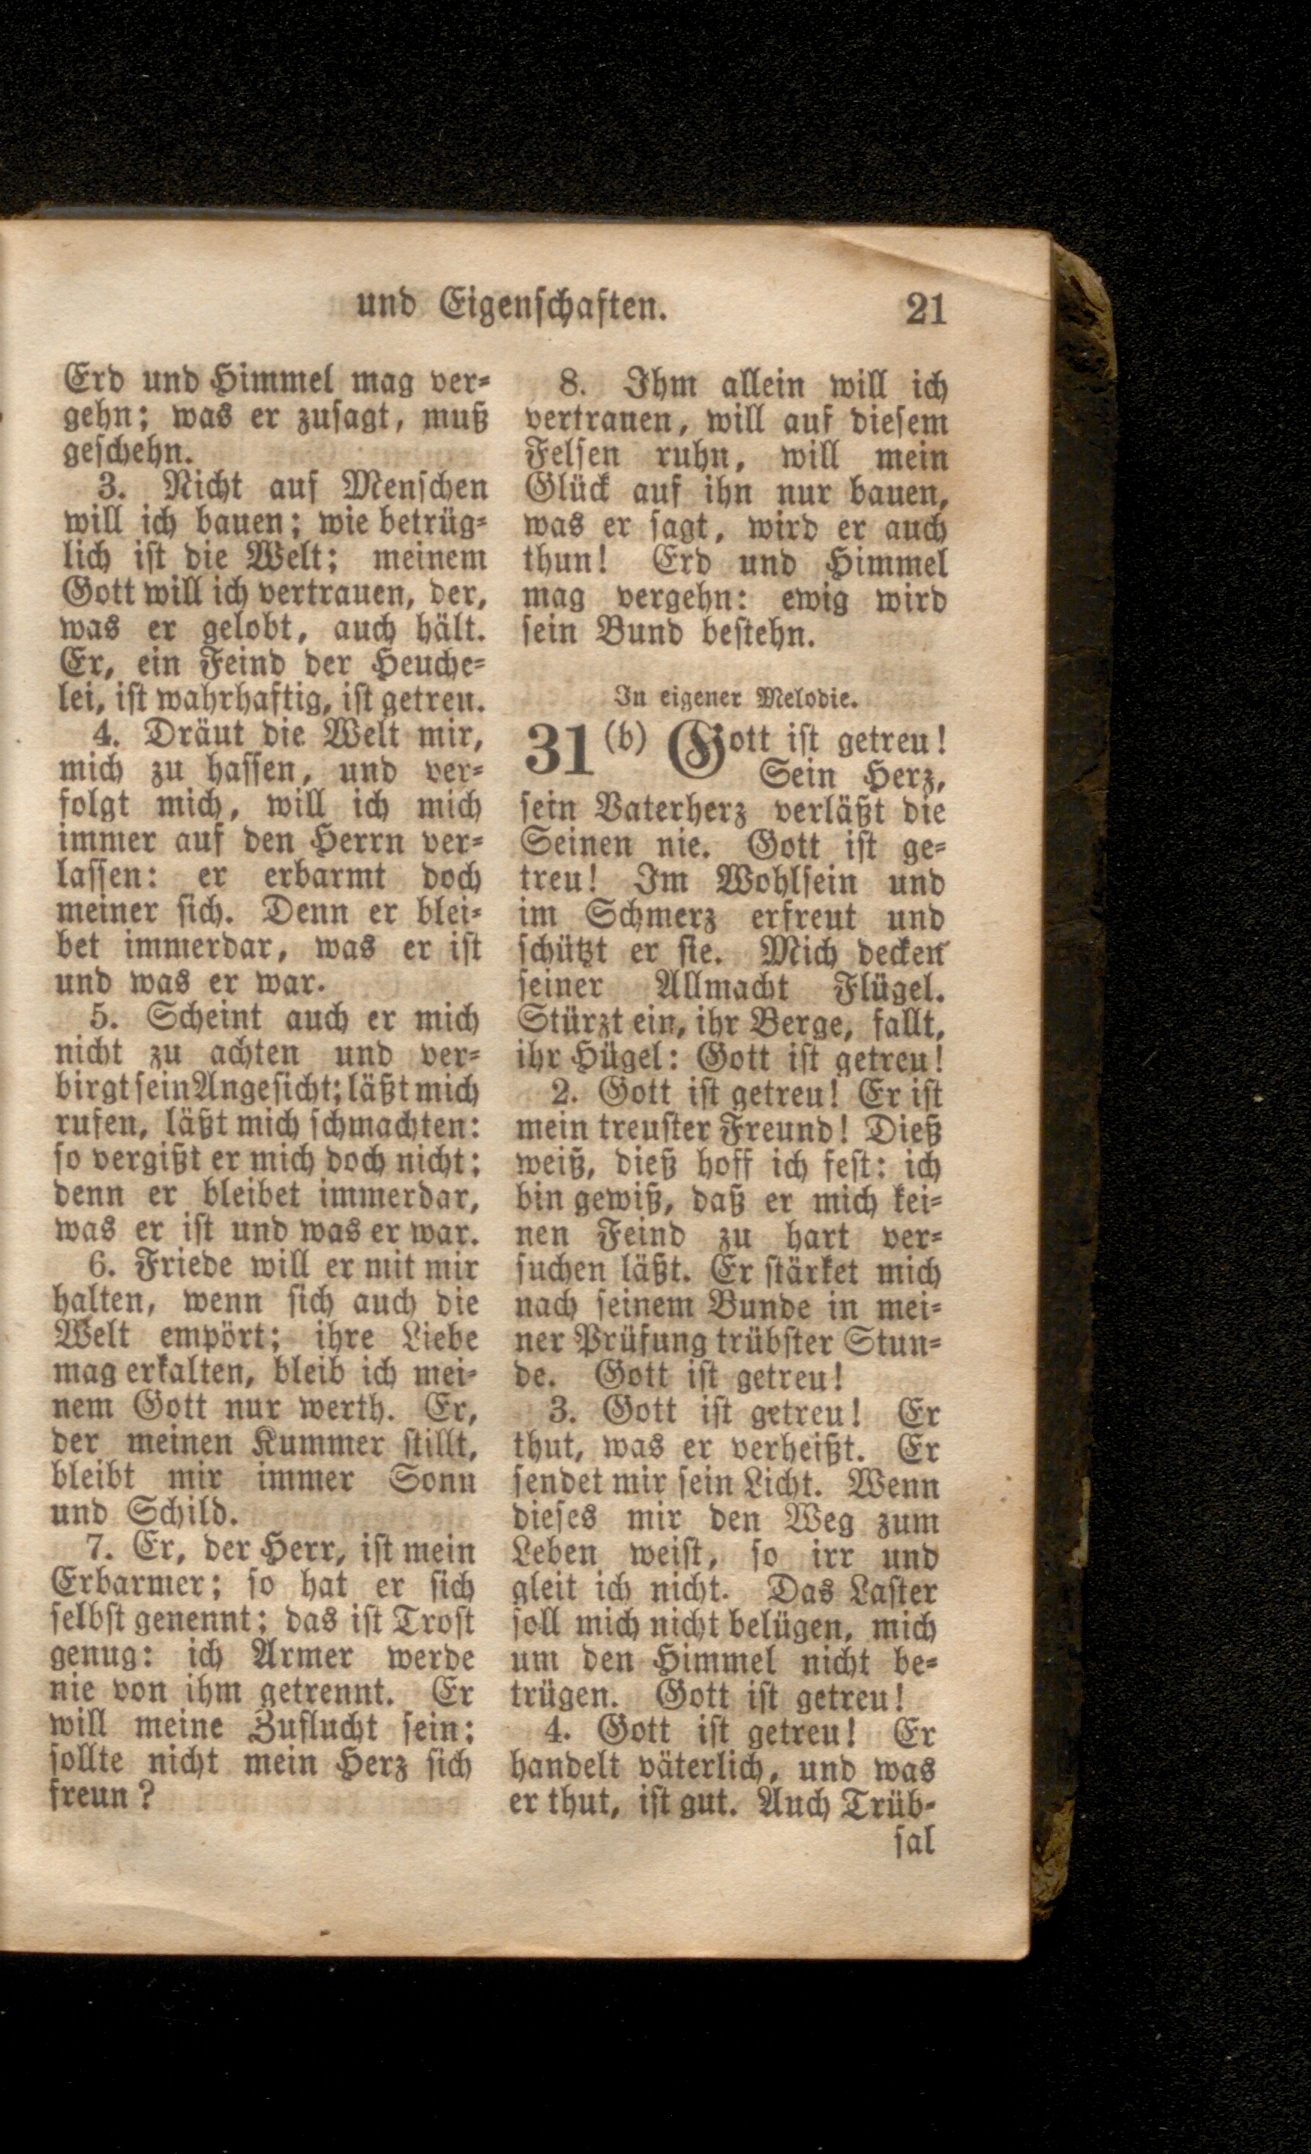 und Eigenschaften.
21
Erd und Himmel mag ver-
gehn; was er zusagt, muß
geschehn.
3. Nicht auf Menschen
will ich bauen; wie betrüg-
lich ist die Welt; meinem
Gott will ich vertrauen, der,
was er gelobt, auch hält.
Er, ein Feind der Heuche-
lei, ist wahrhaftig, ist getreu.
4. Dräut die Welt mir,
mich zu hassen, und ver-
folgt mich, will ich mich
immer auf den Herrn ver-
lassen: er erbarmt doch
meiner sich. Denn er blei-
bet immerdar, was er ist
und was er war.
5. Scheint auch er mich
nicht zu achten und ver-
birgt sein Angesicht; läßt mich
rufen, läßt mich schmachten:
so vergißt er mich doch nicht;
denn er bleibet immerdar,
was er ist und was er war.
6. Friede will er mit mir
halten, wenn sich auch die
Welt empört; ihre Liebe
mag erkalten, bleib ich mei-
nem Gott nur werth. Er,
der meinen Kummer stillt,
bleibt mir immer Sonn
und Schild.
7. Er, der Herr, ist mein
Erbarmer; so hat er sich
selbst genennt; das ist Trost
genug: ich Armer werde
nie von ihm getrennt. Er
will meine Zuflucht sein;
sollte nicht mein Herz sich
freun?
8. Ihm allein will ich
vertrauen, will auf diesem
Felsen ruhn, will mein
Glück auf ihn nur bauen,
was er sagt, wird er auch
thun! Erd und Himmel
mag vergehn: ewig wird
sein Bund bestehn.
In eigener Melodie.
31 (b) Gott ist getreu!
Sein Herz,
sein Vaterherz verläßt die
Seinen nie. Gott ist ge-
treu! Im Wohlsein und
im Schmerz erfreut und
schützt er sie. Mich decken
seiner Allmacht Flügel.
Stürzt ein, ihr Berge, fallt,
ihr Hügel: Gott ist getreu!
2. Gott ist getreu! Er ist
mein treuster Freund! Dieß
weiß, dieß hoff ich fest: ich
bin gewiß, daß er mich kei-
nen Feind zu hart ver-
suchen läßt. Er stärket mich
nach seinem Bunde in mei-
ner Prüfung trübster Stun-
de. Gott ist getreu!
3. Gott ist getreu! Er
thut, was er verheißt. Er
sendet mir sein Licht. Wenn
dieses mir den Weg zum
Leben weist, so irr und
gleit ich nicht. Das Laster
soll mich nicht belügen, mich
um den Himmel nicht be-
trügen. Gott ist getreu!
4. Gott ist getreu! Er
handelt väterlich, und was
er thut, ist gut. Auch Trüb-
sal